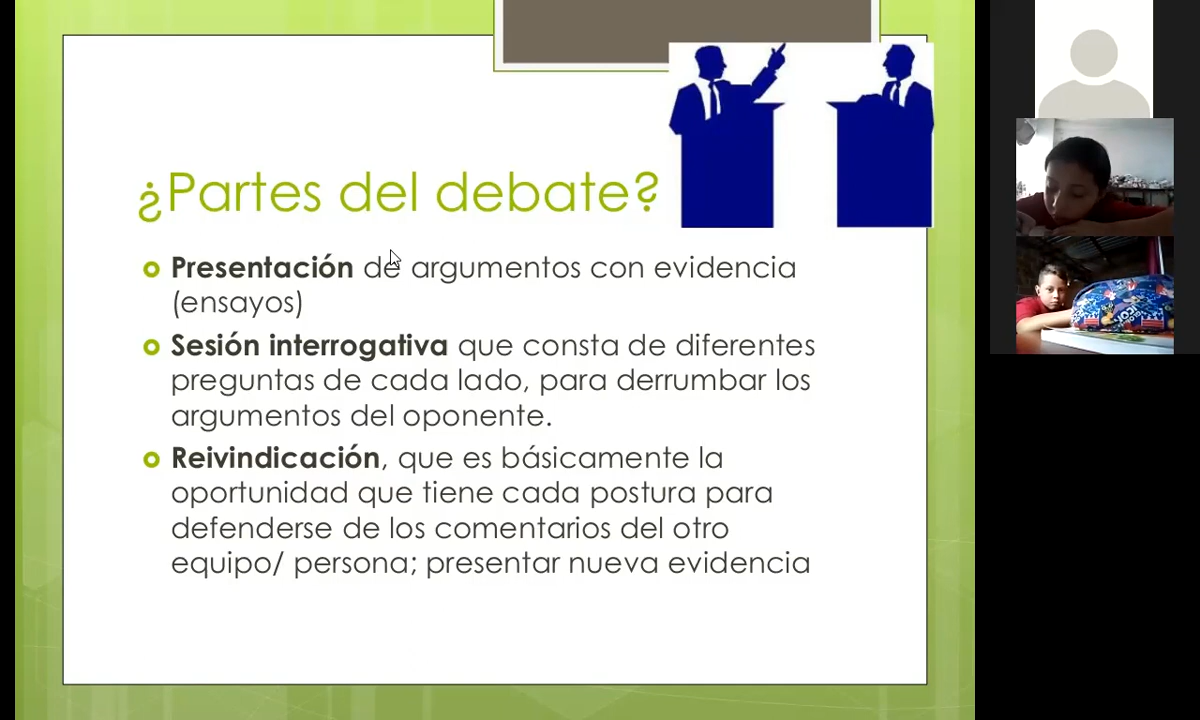 ¿Partes del debate?
Presentación de argumentos con evidencia
(ensayos)
Sesión interrogativa que consta de diferentes
preguntas de cada lado, para derrumbar los
argumentos del oponente.
Reivindicación, que es básicamente la
oportunidad que tiene cada postura para
defenderse de los comentarios del otro
equipo/ persona; presentar nueva evidencia